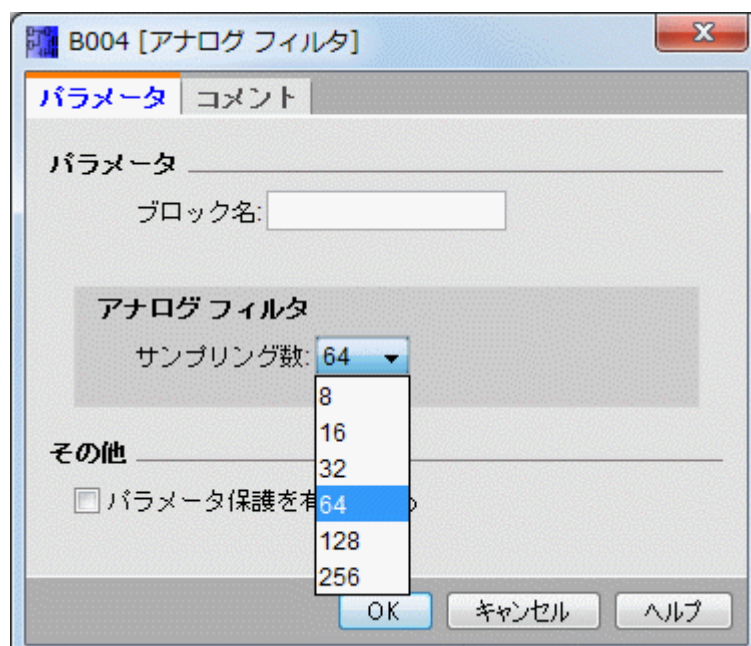 B004 [アナログ フィルタ]
パラメータ コメント
パラメータ
ブロック名:
アナログ フィルタ
サンプリング数: 64
8
16
32
64
128
256
その他
パラメータ保護を有
OK キャンセル ヘルプ